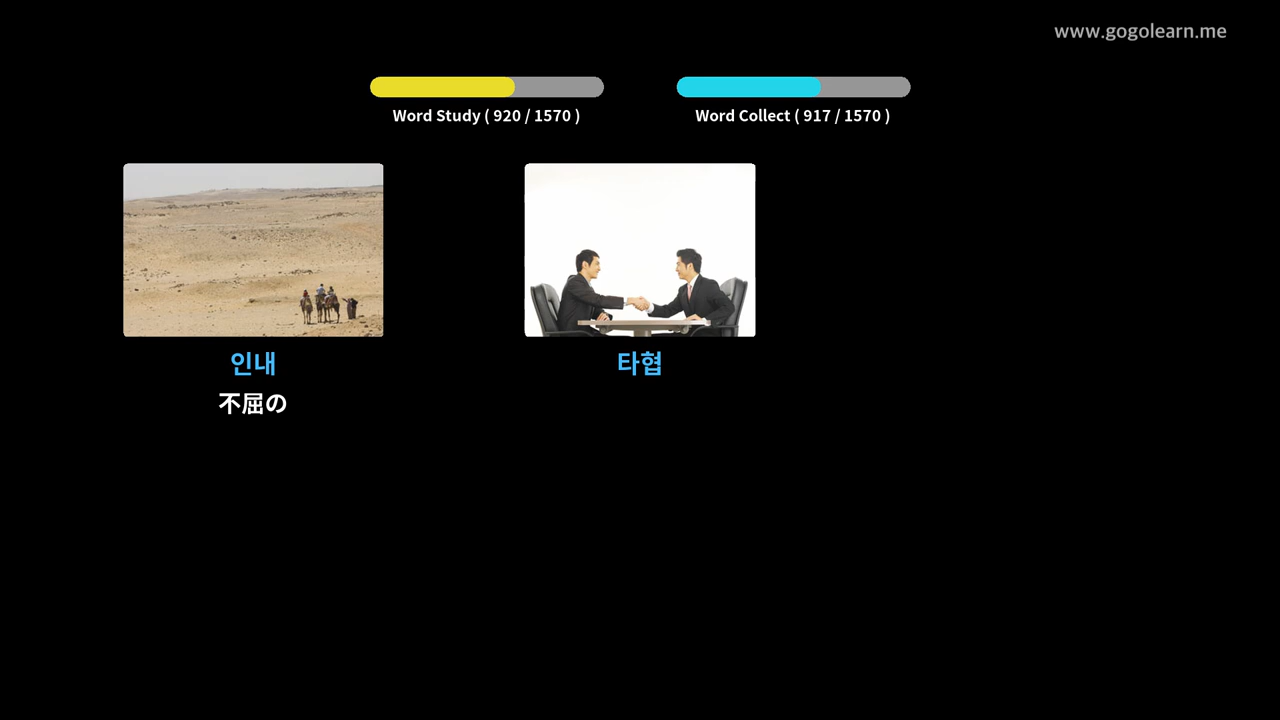 www.gogolearn.me
Word Study ( 920 / 1570 )
Word Collect ( 917 / 1570 )
인내
타협
不屈の